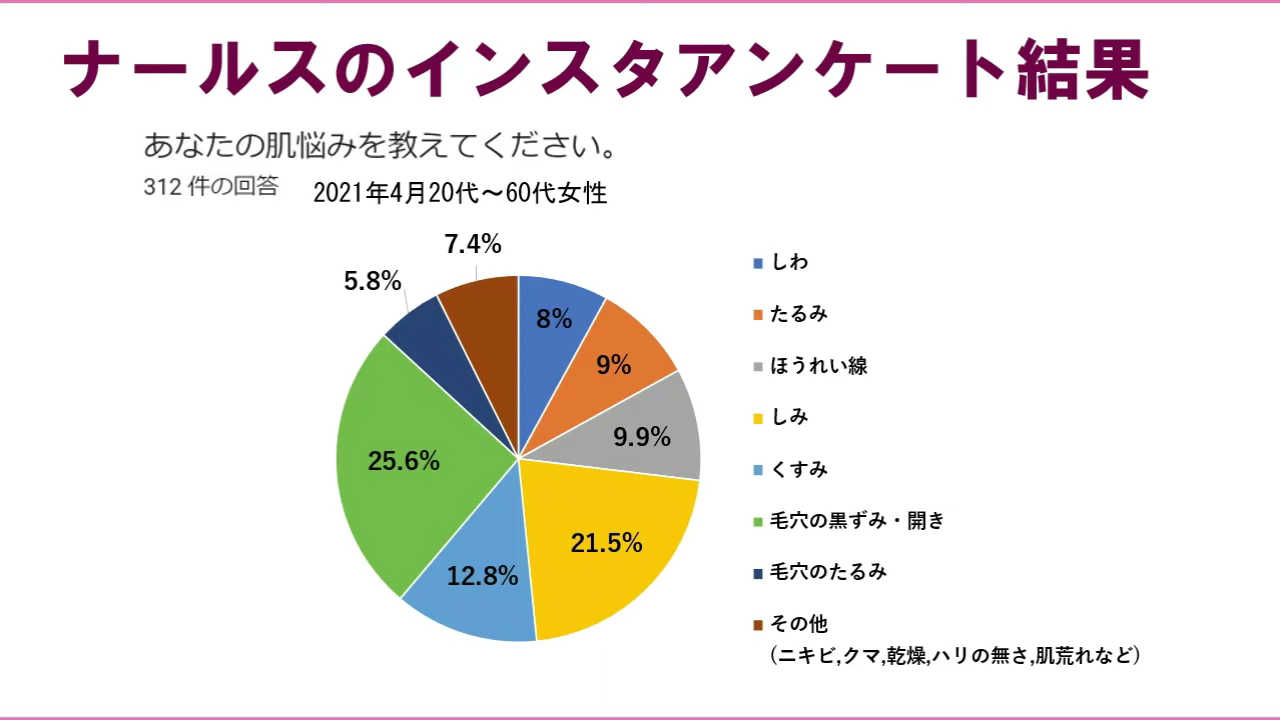 ナールスのインスタアンケート結果
あなたの肌悩みを教えてください。
312 件の回答
2021年4月20代～60代女性
7.4%
5.8%
8%
9%
9.9%
25.6%
21.5%
12.8%
しわ
たるみ
ほうれい線
しみ
くすみ
毛穴の黒ずみ・開き
毛穴のたるみ
その他
(ニキビ,クマ,乾燥,ハリの無さ,肌荒れなど)